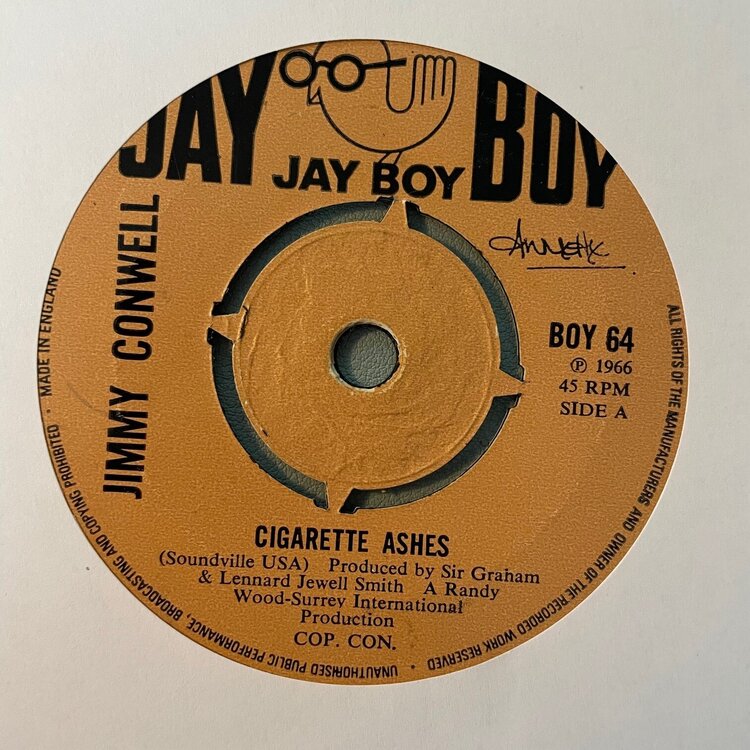 JAY BOY
JAY BOY
JIMMY CONWELL
BOY 64
℗ 1966
45 RPM
SIDE A
CIGARETTE ASHES
(Soundville USA) Produced by Sir Graham
& Lennard Jewell Smith A Randy
Wood-Surrey International
Production
COP. CON.
ALL RIGHTS OF THE MANUFACTURERS AND OWNER OF THE RECORDED WORK RESERVED
UNAUTHORISED PUBLIC PERFORMANCE, BROADCASTING AND COPYING PROHIBITED • MADE IN ENGLAND